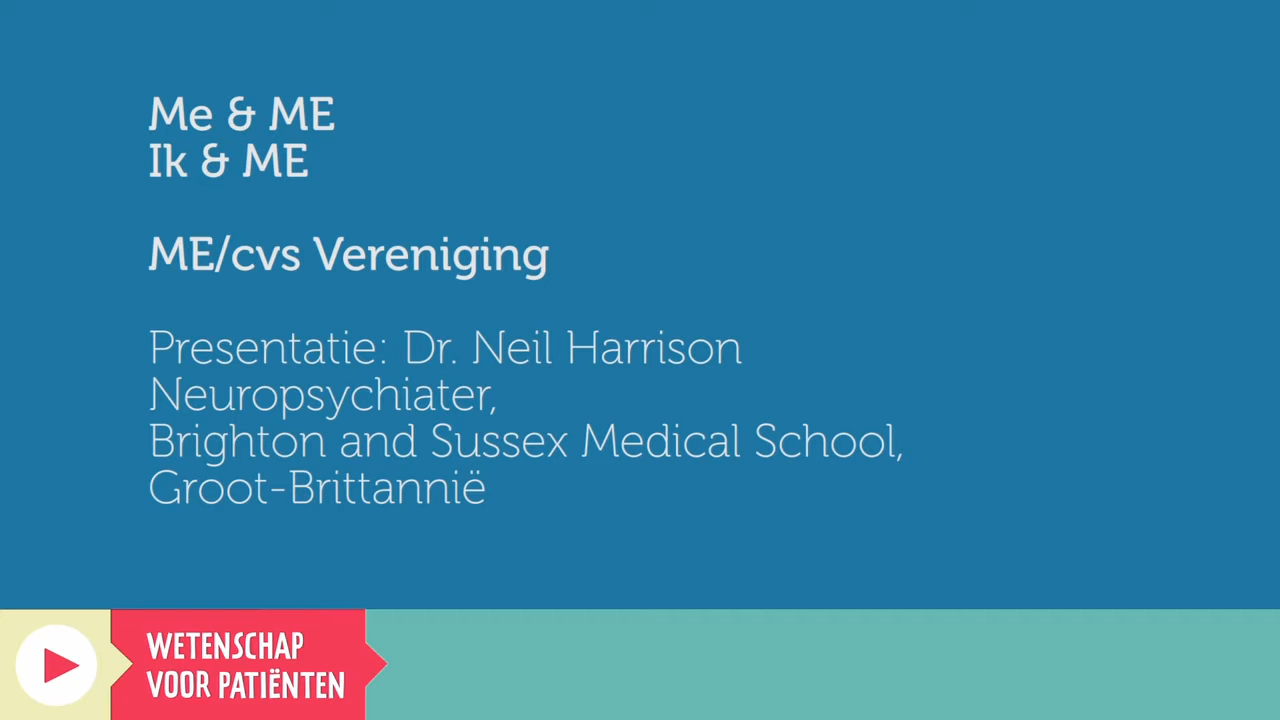 Me & ME
Ik & ME
ME/cvs Vereniging
Presentatie: Dr. Neil Harrison
Neuropsychiater,
Brighton and Sussex Medical School,
Groot-Brittannië
WETENSCHAP
VOOR PATIËNTEN